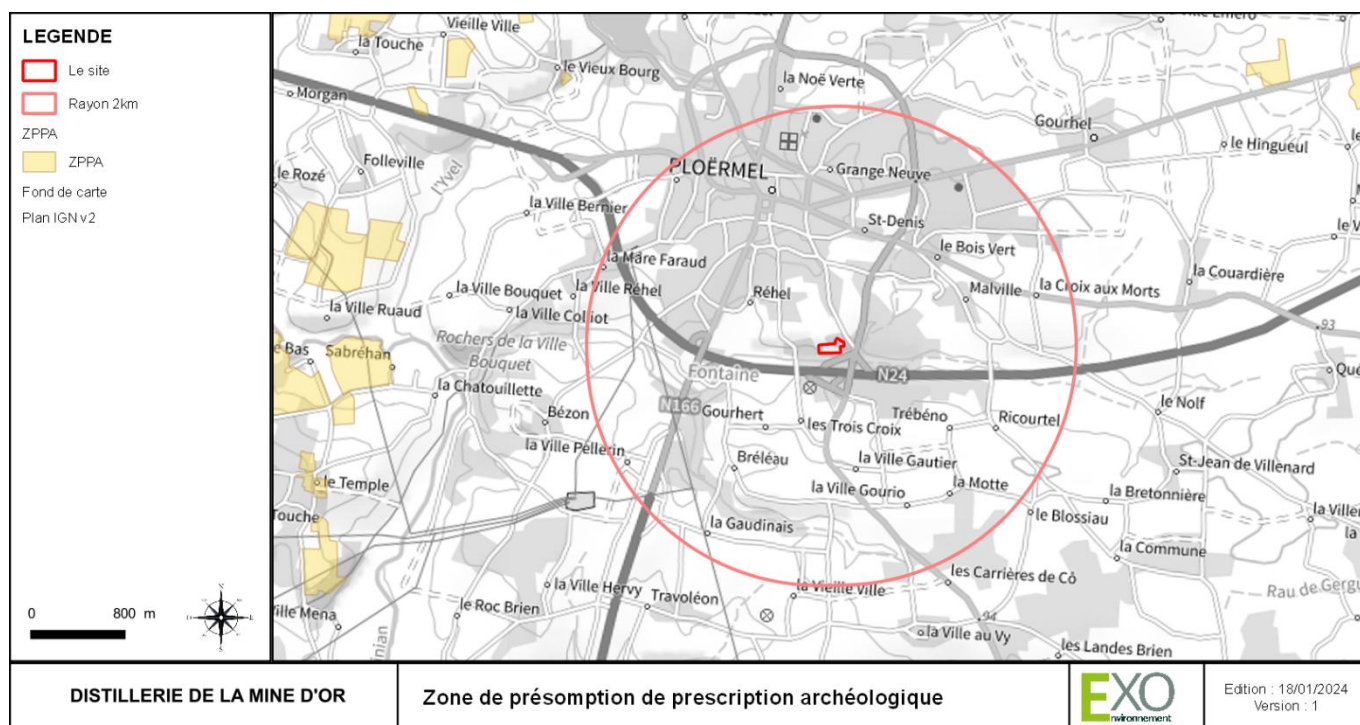 LEGENDE
Le site
Rayon 2km
ZPPA
ZPPA
Fond de carte
Plan IGN v2
0 800 m
Vieille Ville
la Touche
le Vieux Bourg
la Noë Verte
Morgan
Gourhel
le Hingueul
Folleville
le Rozé
l'Yvel
PLOËRMEL
Grange Neuve
la Ville Bernier
St-Denis
le Bois Vert
la Mare Faraud
la Couardière
la Ville Bouquet
la Ville Réhel
Réhel
Malville
la Croix aux Morts
la Ville Ruaud
la Ville Colliot
93
Rochers de la Ville
Bouquet
Bas
Sabréhan
Fontaine
N24
la Chatouillette
N166
Gourhert
Trébéno
Ricourtel
le Nolf
Bézon
les Trois Croix
la Ville Pellerin
Bréléau
la Ville Gautier
St-Jean de Villenard
le Temple
la Ville Gourio
la Motte
la Bretonnière
Touche
la Gaudinais
le Blossiau
la Commune
la Ville Hervy
Travoléon
la Vieille Ville
les Carrières de Cô
Rau de Gergu
Ville Mena
le Roc Brien
94
la Ville au Vy
les Landes Brien
DISTILLERIE DE LA MINE D'OR
Zone de présomption de prescription archéologique
EXO
nvironnement
Edition : 18/01/2024
Version : 1